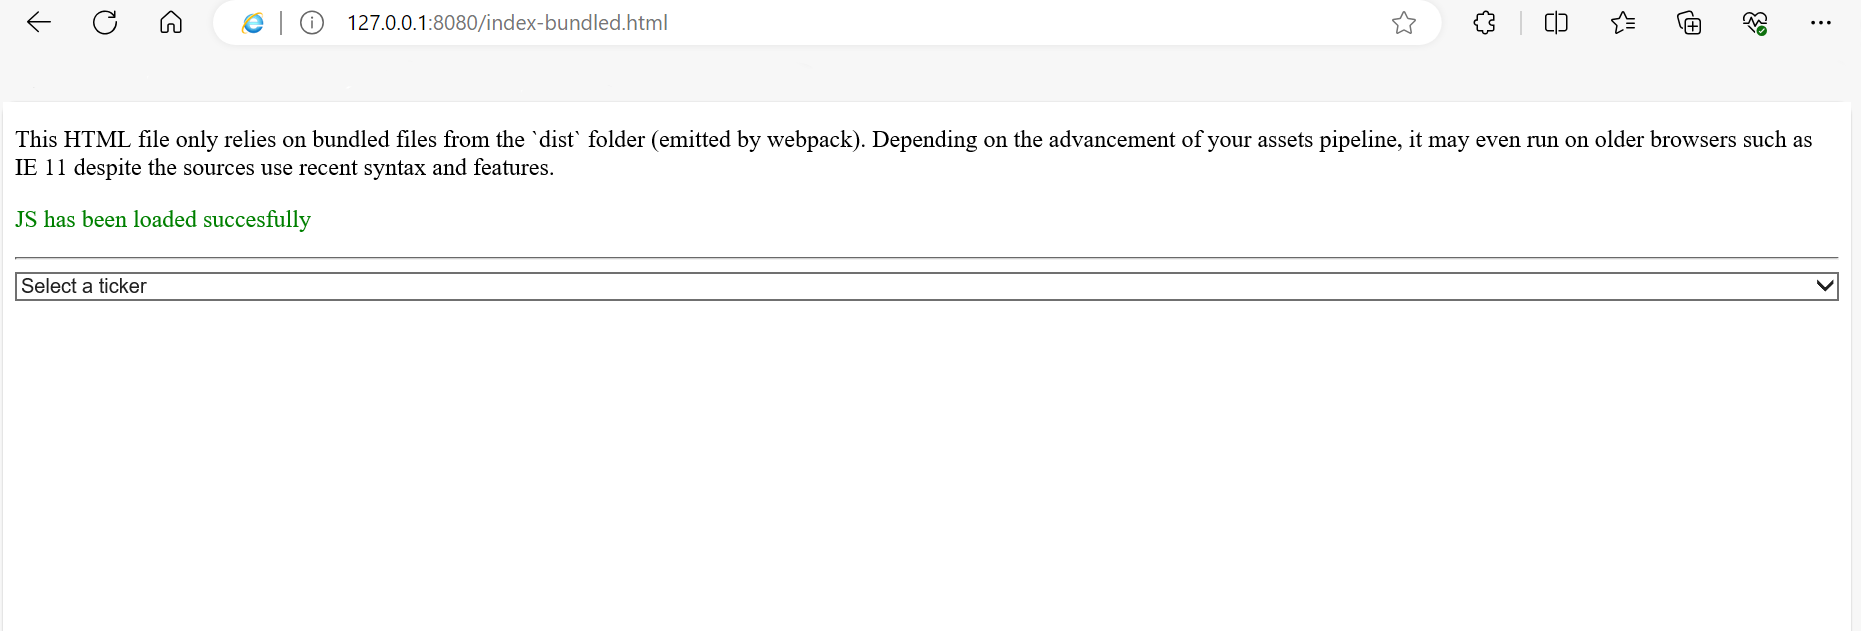 127.0.0.1:8080/index-bundled.html
This HTML file only relies on bundled files from the `dist` folder (emitted by webpack). Depending on the advancement of your assets pipeline, it may even run on older browsers such as
IE 11 despite the sources use recent syntax and features.
JS has been loaded succesfully
Select a ticker